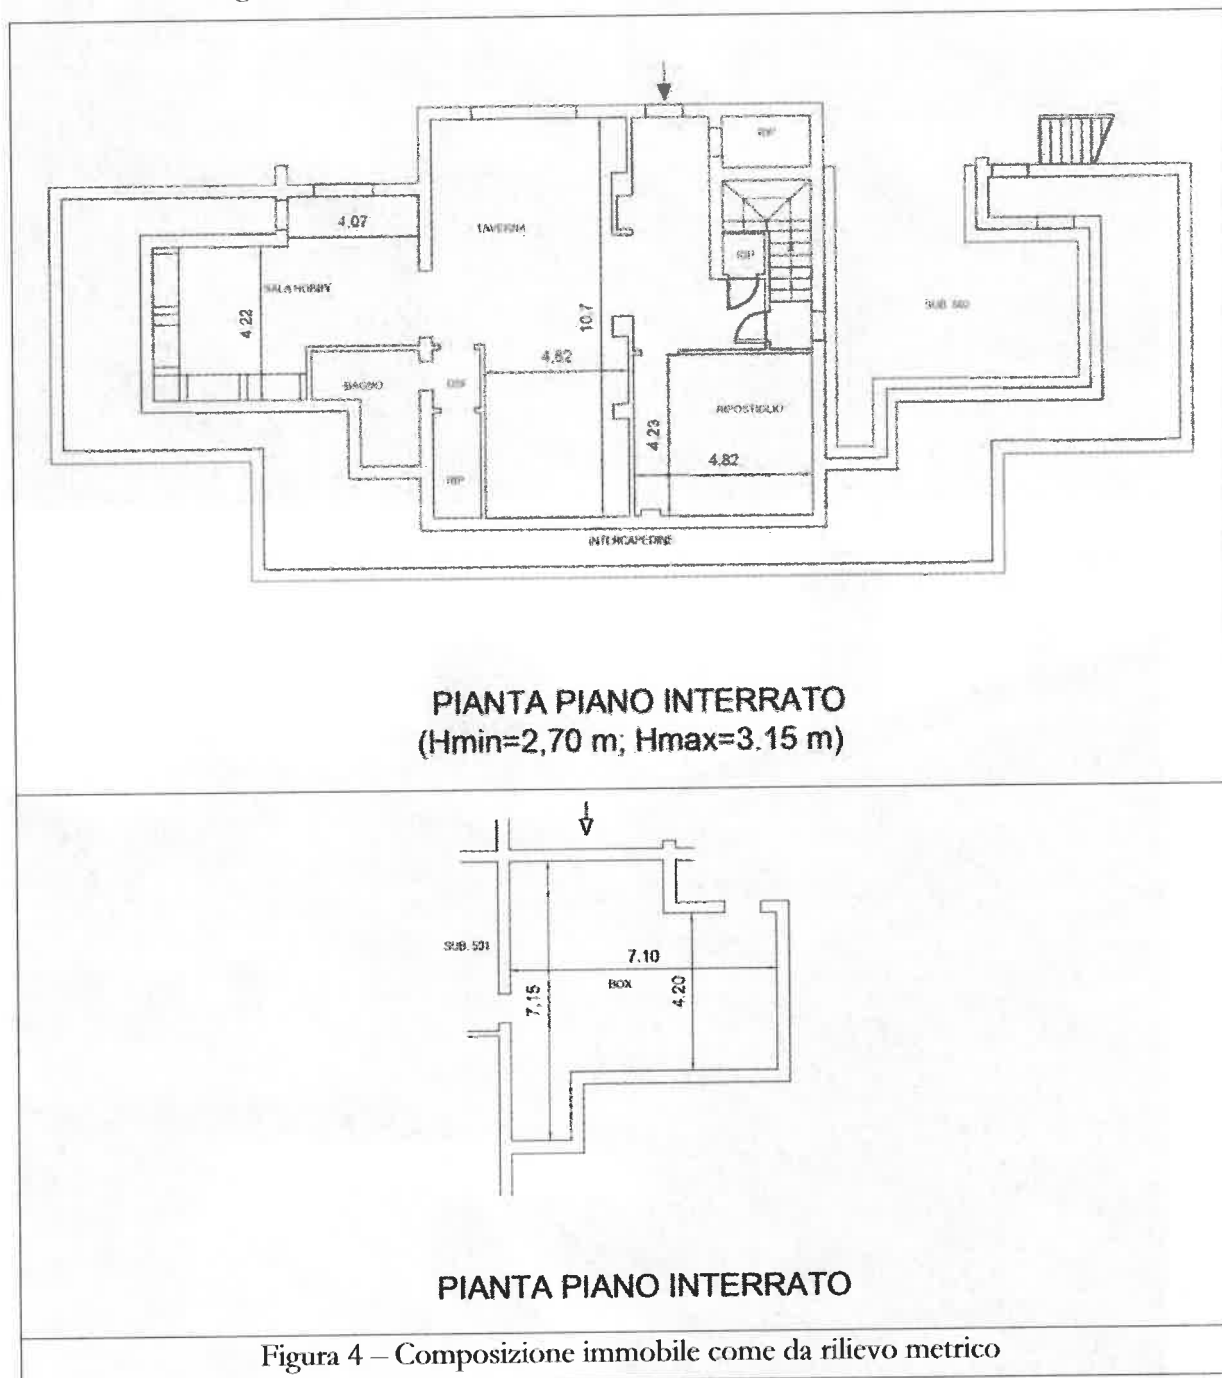 RIP
4.07
TAVERNA
SALA HOBBY
RIP
SUB. 502
4.22
10.7
4.82
BAGNO
DIS
RIPOSTIGLIO
4.23
4.82
RIP
INTERCAPEDINE
PIANTA PIANO INTERRATO
(Hmin=2,70 m; Hmax=3.15 m)
SUB. 501
7.10
BOX
7.15
4.20
PIANTA PIANO INTERRATO
Figura 4 – Composizione immobile come da rilievo metrico